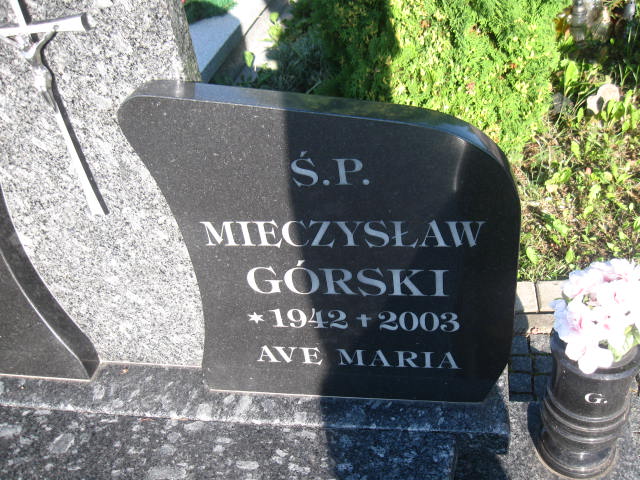 Ś.P.
MIECZYSŁAW
GÓRSKI
*1942 +2003
AVE MARIA
G.